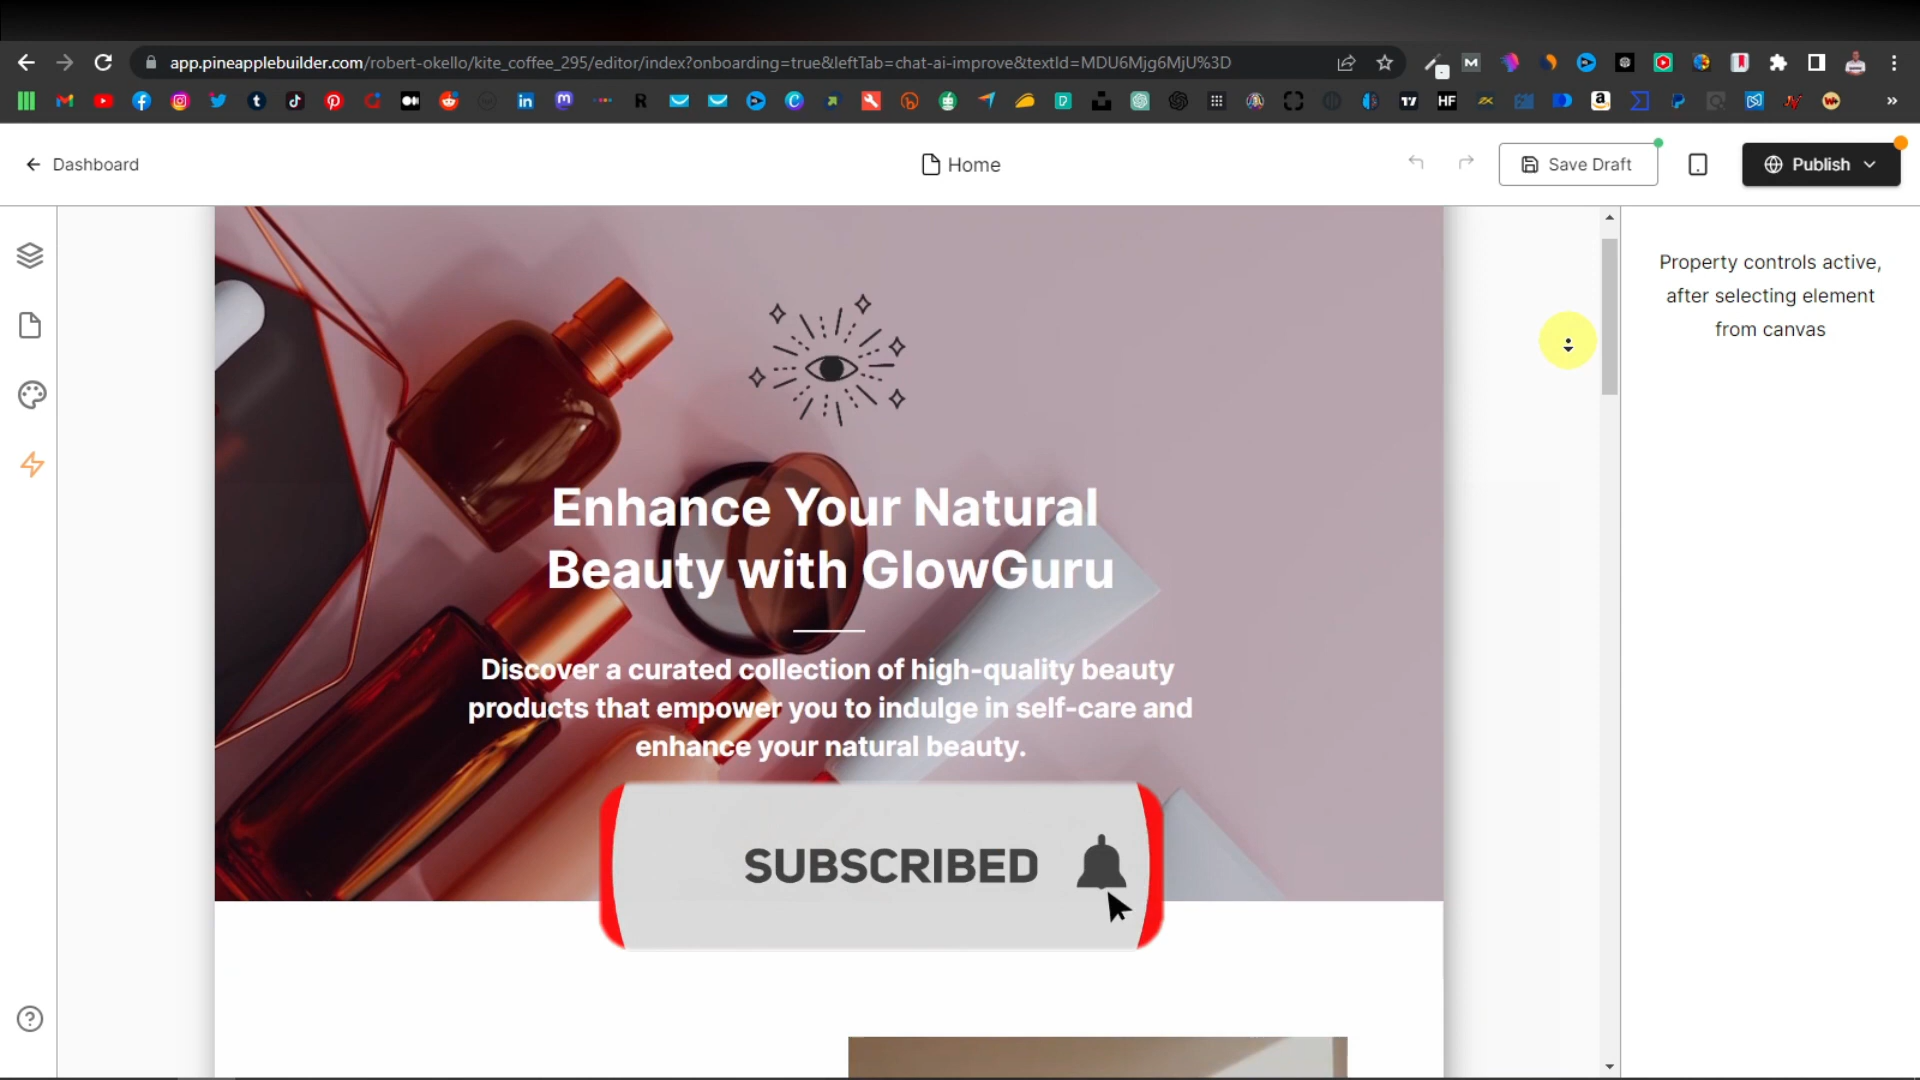 app.pineapplebuilder.com/robert-okello/kite_coffee_295/editor/index?onboarding=true&leftTab=chat-ai-improve&textId=MDU6Mjg6MjU%3D
Dashboard
Home
Save Draft
Publish
Property controls active,
after selecting element
from canvas
Enhance Your Natural
Beauty with GlowGuru
Discover a curated collection of high-quality beauty
products that empower you to indulge in self-care and
enhance your natural beauty.
SUBSCRIBED